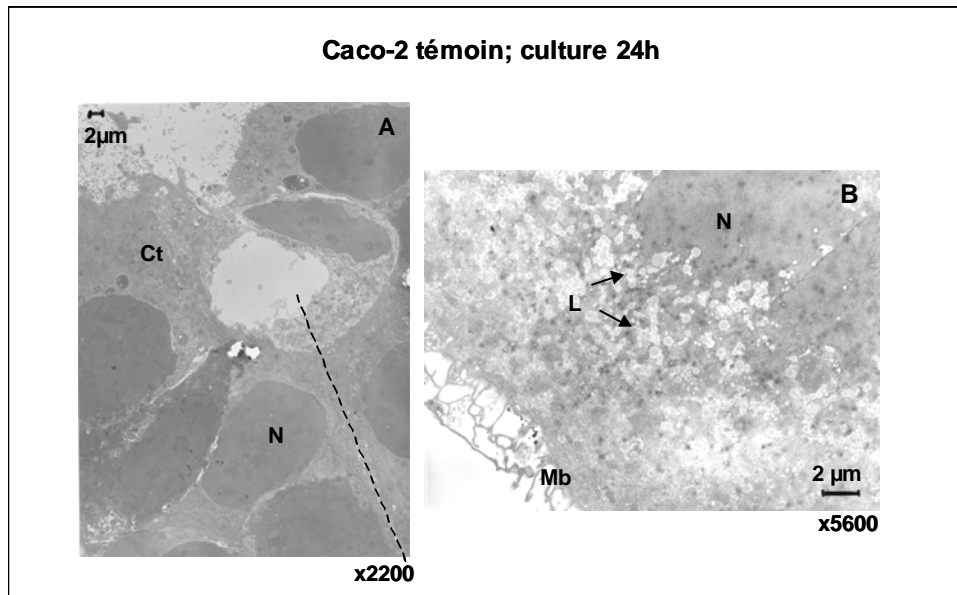 Caco-2 témoin; culture 24h
2µm
A
Ct
N
x2200
B
N
L
Mb
2 µm
x5600